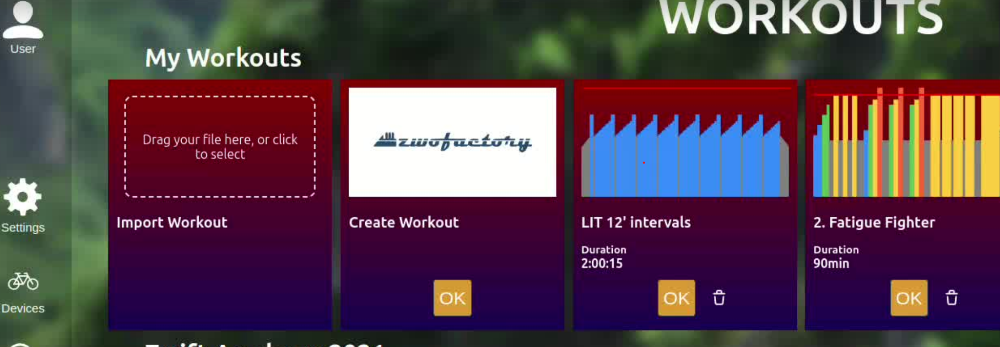 WORKOUTS
User
My Workouts
Drag your file here, or click
to select
zwofactory
Import Workout
Create Workout
LIT 12' intervals
2. Fatigue Fighter
Settings
Duration
2:00:15
Duration
90min
OK
OK
OK
Devices